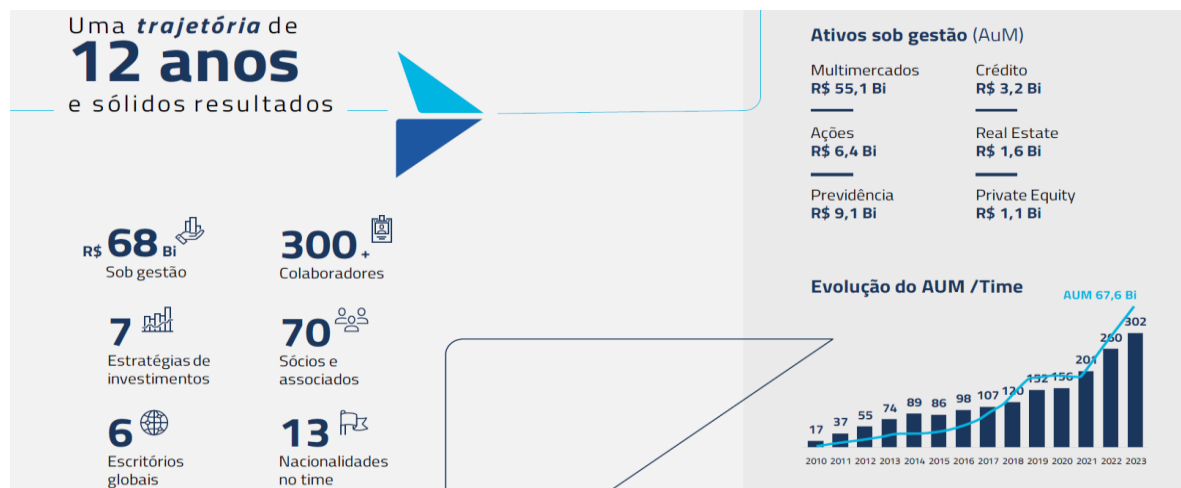 Uma trajetória de
12 anos
e sólidos resultados
R$ 68 Bi
Sob gestão
300+
Colaboradores
7
Estratégias de
investimentos
70
Sócios e
associados
6
Escritórios
globais
13
Nacionalidades
no time
Ativos sob gestão (AuM)
Multimercados
R$ 55,1 Bi
Crédito
R$ 3,2 Bi
Ações
R$ 6,4 Bi
Real Estate
R$ 1,6 Bi
Previdência
R$ 9,1 Bi
Private Equity
R$ 1,1 Bi
Evolução do AUM /Time
AUM 67,6 Bi
17 37 55 74 89 86 98 107 120 152 156 201 260 302
2010 2011 2012 2013 2014 2015 2016 2017 2018 2019 2020 2021 2022 2023